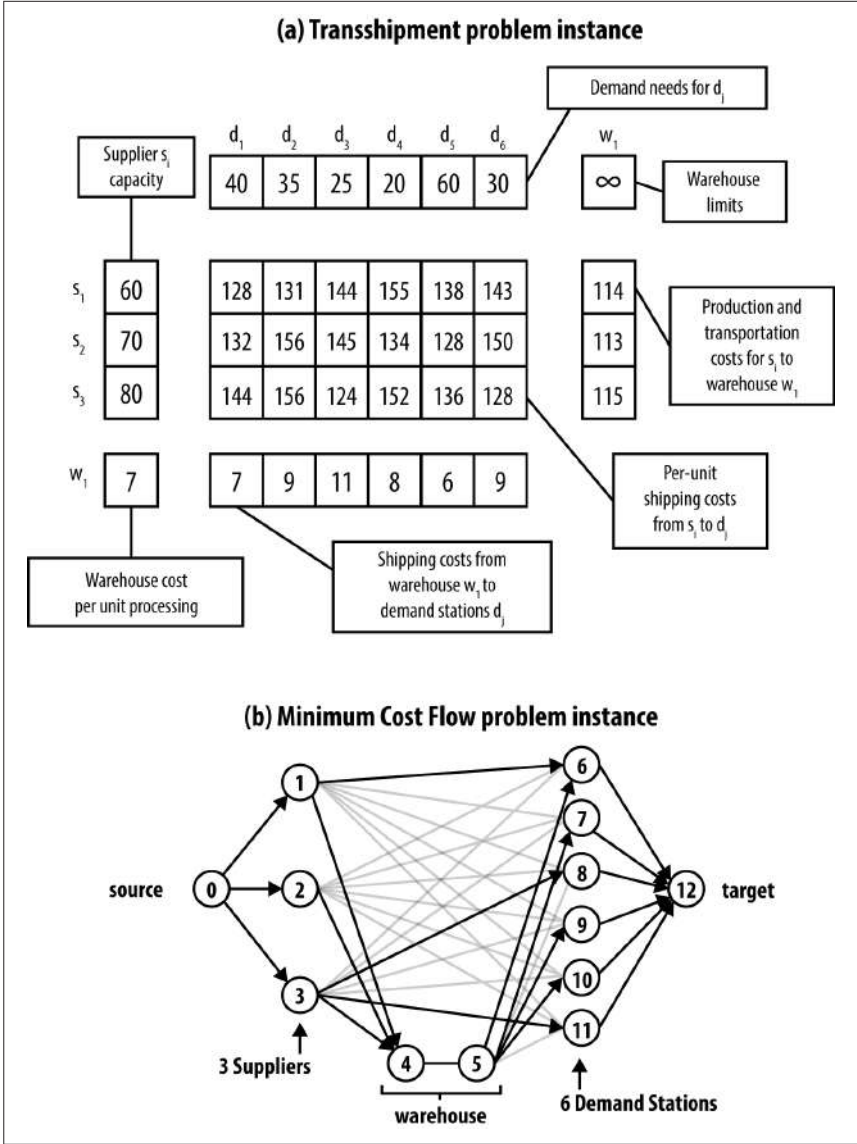 (a) Transshipment problem instance
Demand needs for dj
d1 d2 d3 d4 d5 d6 w1
Supplier si
capacity
40 35 25 20 60 30 ∞
Warehouse
limits
s1 60 128 131 144 155 138 143 114
s2 70 132 156 145 134 128 150 113
s3 80 144 156 124 152 136 128 115
Production and
transportation
costs for si to
warehouse w1
w1 7 7 9 11 8 6 9
Per-unit
shipping costs
from si to dj
Warehouse cost
per unit processing
Shipping costs from
warehouse w1 to
demand stations dj
(b) Minimum Cost Flow problem instance
1 6
7
source 0 2 8 12 target
9
3 10
11
3 Suppliers 4 5
warehouse
6 Demand Stations